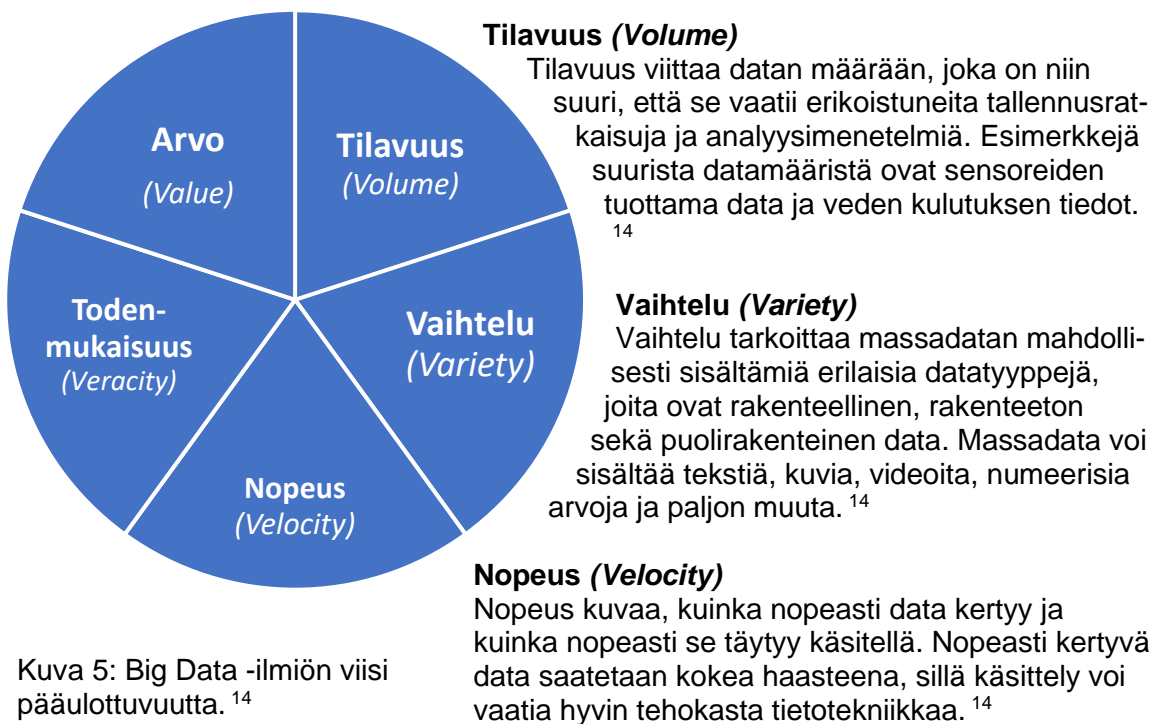 Arvo
(Value)
Tilavuus
(Volume)
Toden-
mukaisuus
(Veracity)
Vaihtelu
(Variety)
Nopeus
(Velocity)
Kuva 5: Big Data -ilmiön viisi
pääulottuvuutta. 14
Tilavuus (Volume)
Tilavuus viittaa datan määrään, joka on niin
suuri, että se vaatii erikoistuneita tallennusrat-
kaisuja ja analyysimenetelmiä. Esimerkkejä
suurista datamääristä ovat sensoreiden
tuottama data ja veden kulutuksen tiedot.
14
Vaihtelu (Variety)
Vaihtelu tarkoittaa massadatan mahdolli-
sesti sisältämiä erilaisia datatyyppejä,
joita ovat rakenteellinen, rakenteeton
sekä puolirakenteinen data. Massadata voi
sisältää tekstiä, kuvia, videoita, numeerisia
arvoja ja paljon muuta. 14
Nopeus (Velocity)
Nopeus kuvaa, kuinka nopeasti data kertyy ja
kuinka nopeasti se täytyy käsitellä. Nopeasti kertyvä
data saatetaan kokea haasteena, sillä käsittely voi
vaatia hyvin tehokasta tietotekniikkaa. 14